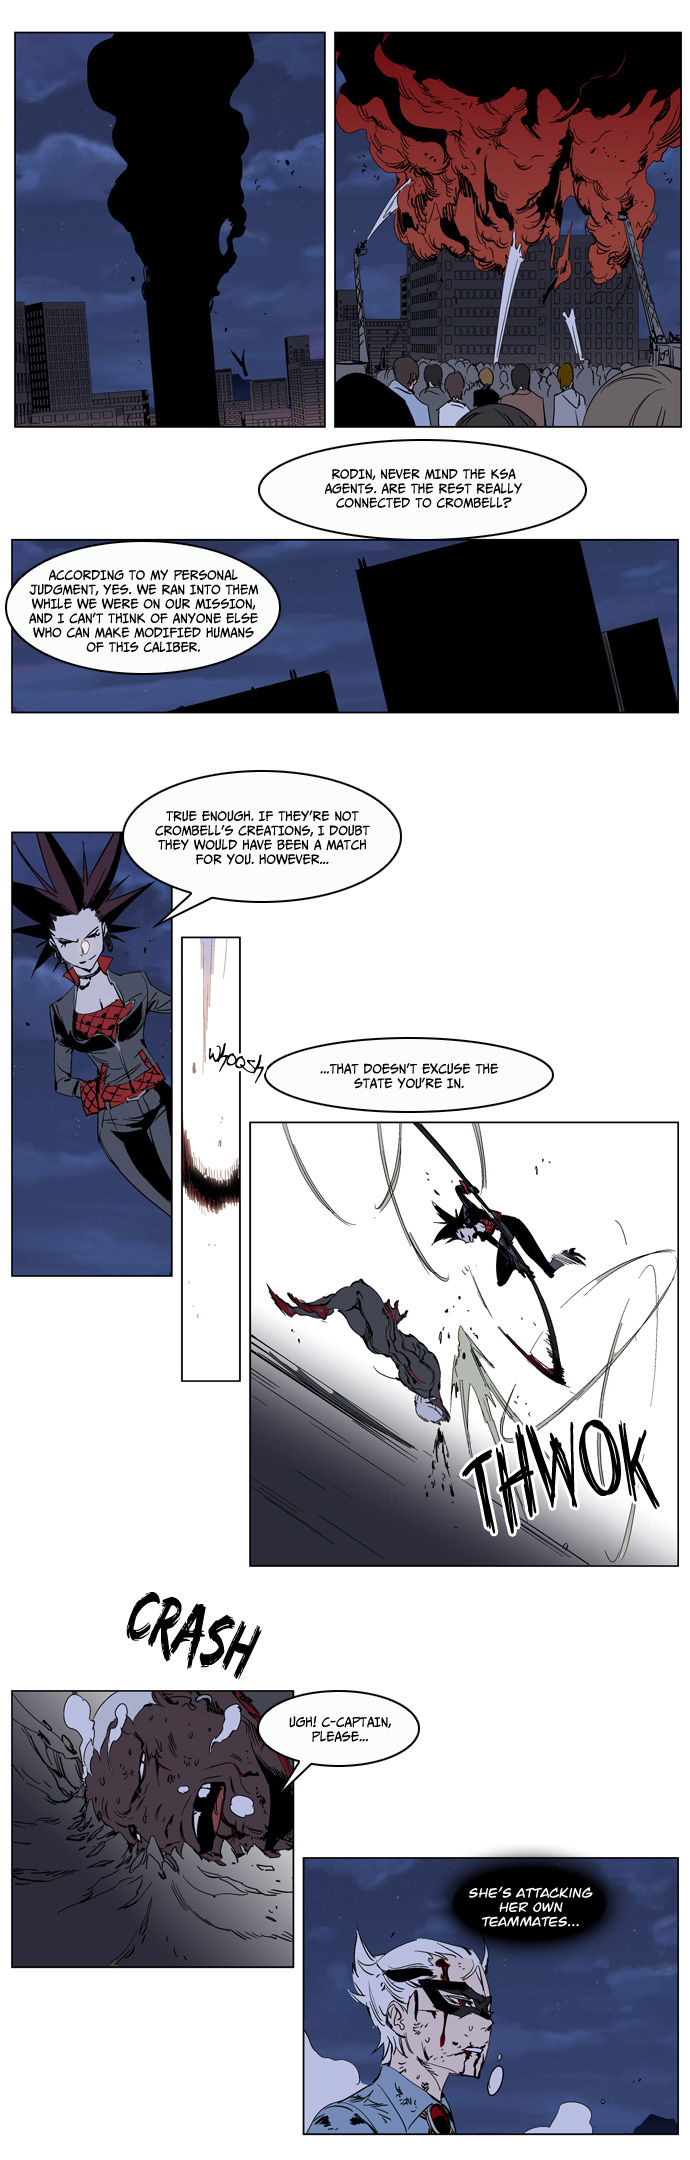 RODIN, NEVER MIND THE KSA
AGENTS. ARE THE REST REALLY
CONNECTED TO CROMBELL?
ACCORDING TO MY PERSONAL
JUDGMENT, YES. WE RAN INTO THEM
WHILE WE WERE ON OUR MISSION,
AND I CAN'T THINK OF ANYONE ELSE
WHO CAN MAKE MODIFIED HUMANS
OF THIS CALIBER.
TRUE ENOUGH. IF THEY'RE NOT
CROMBELL'S CREATIONS, I DOUBT
THEY WOULD HAVE BEEN A MATCH
FOR YOU. HOWEVER...
WHOOSH
...THAT DOESN'T EXCUSE THE
STATE YOU'RE IN.
THWOK
CRASH
UGH! C-CAPTAIN,
PLEASE...
SHE'S ATTACKING
HER OWN
TEAMMATES...